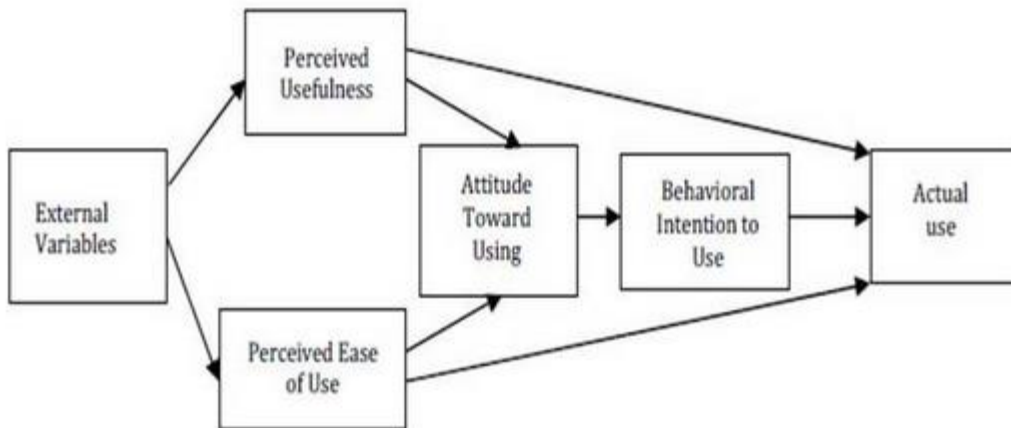 Perceived
Usefulness
External
Variables
Attitude
Toward
Using
Behavioral
Intention to
Use
Actual
use
Perceived Ease
of Use